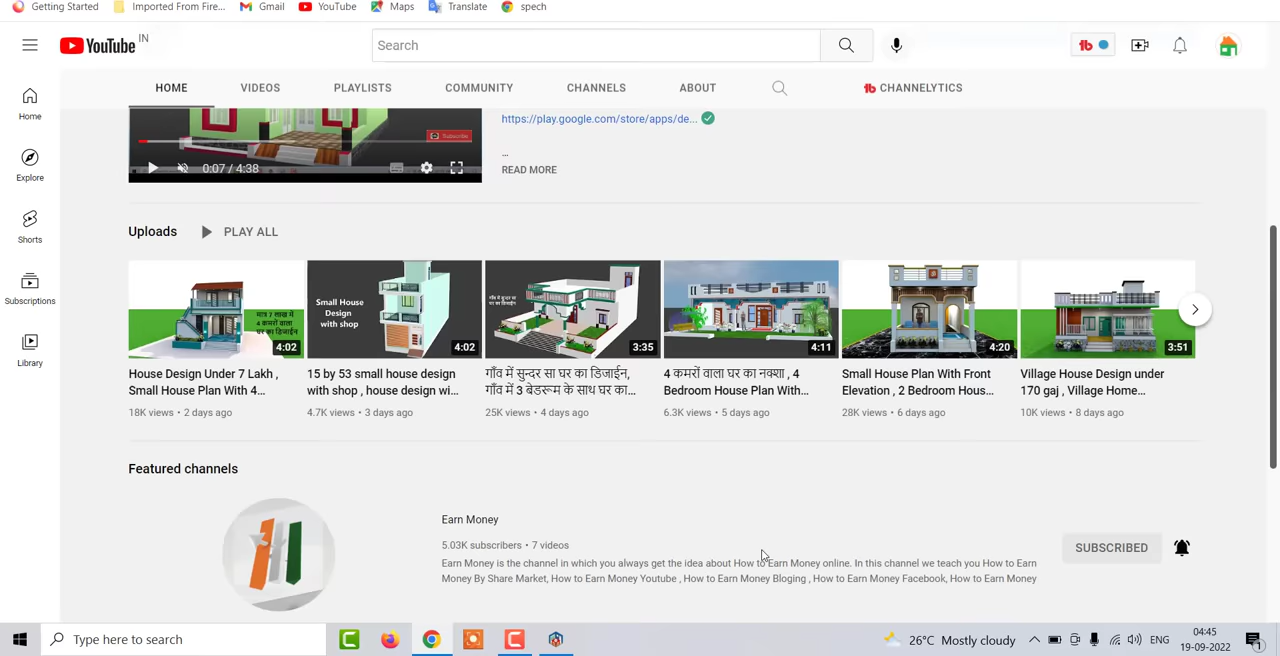 Getting Started Imported From Fire... Gmail YouTube Maps Translate spech
YouTube IN
Search
HOME VIDEOS PLAYLISTS COMMUNITY CHANNELS ABOUT CHANNELYTICS
Home
Explore
Shorts
Subscriptions
Library
https://play.google.com/store/apps/de...
...
READ MORE
Subscribe
0:07 / 4:38
Uploads PLAY ALL
मात्र 7 लाख में
4 कमरों वाला
घर का डिजाईन
4:02
Small House
Design
with shop
4:02
गाँव में सुन्दर सा
घर का डिजाईन
3:35
4:11
4:20
3:51
House Design Under 7 Lakh ,
Small House Plan With 4...
18K views • 2 days ago
15 by 53 small house design
with shop , house design wi...
4.7K views • 3 days ago
गाँव में सुन्दर सा घर का डिजाईन,
गाँव में 3 बेडरूम के साथ घर का...
25K views • 4 days ago
4 कमरों वाला घर का नक्शा , 4
Bedroom House Plan With...
6.3K views • 5 days ago
Small House Plan With Front
Elevation , 2 Bedroom Hous...
28K views • 6 days ago
Village House Design under
170 gaj , Village Home...
10K views • 8 days ago
Featured channels
Earn Money
5.03K subscribers • 7 videos
Earn Money is the channel in which you always get the idea about How to Earn Money online. In this channel we teach you How to Earn
Money By Share Market, How to Earn Money Youtube , How to Earn Money Bloging , How to Earn Money Facebook, How to Earn Money
SUBSCRIBED
Type here to search
26°C Mostly cloudy ENG
04:45
19-09-2022
1